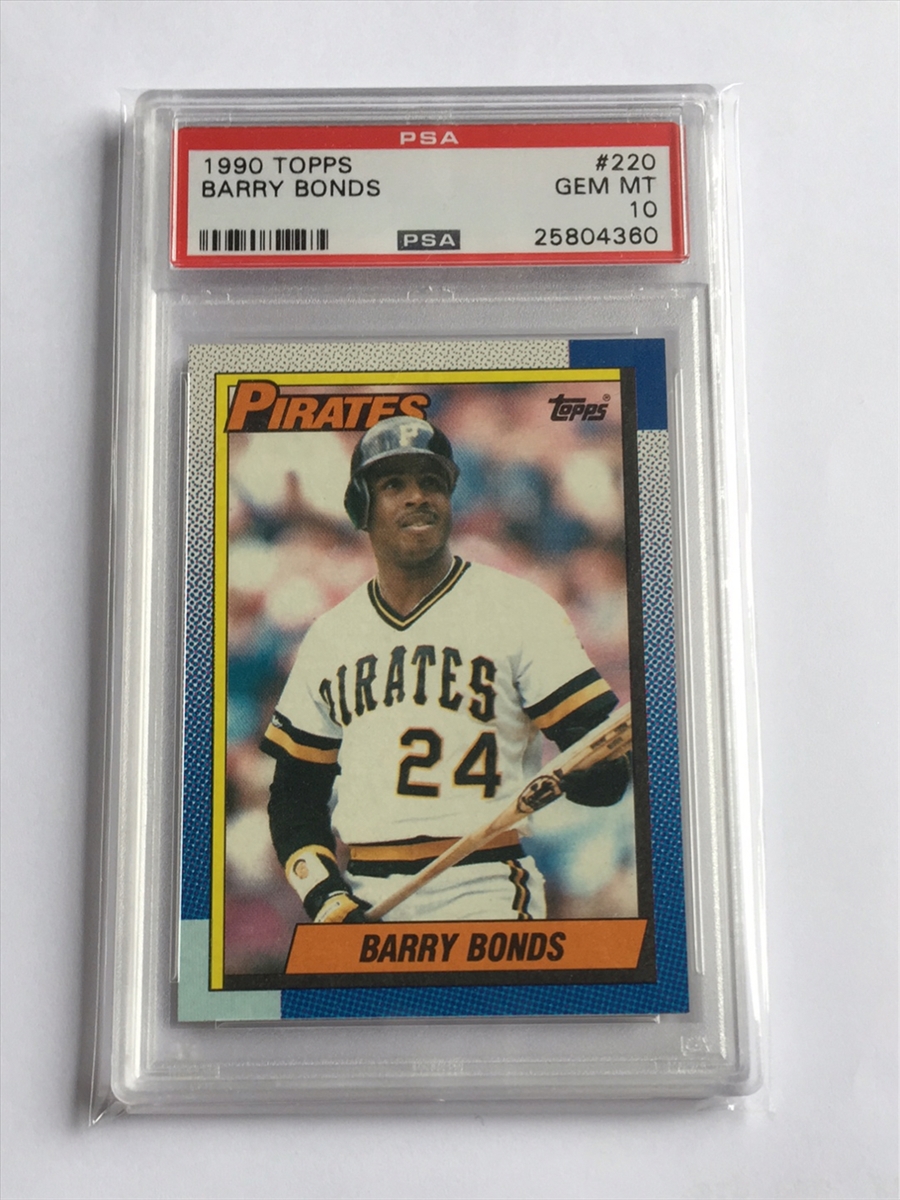 PSA
1990 TOPPS #220
BARRY BONDS GEM MT
10
PSA 25804360
PIRATES
Topps®
P
PIRATES
24
BARRY BONDS